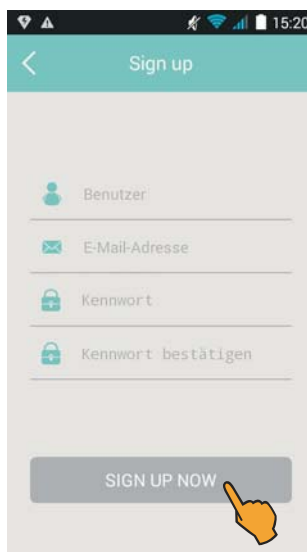 15:20
Sign up
Benutzer
E-Mail-Adresse
Kennwort
Kennwort bestätigen
SIGN UP NOW